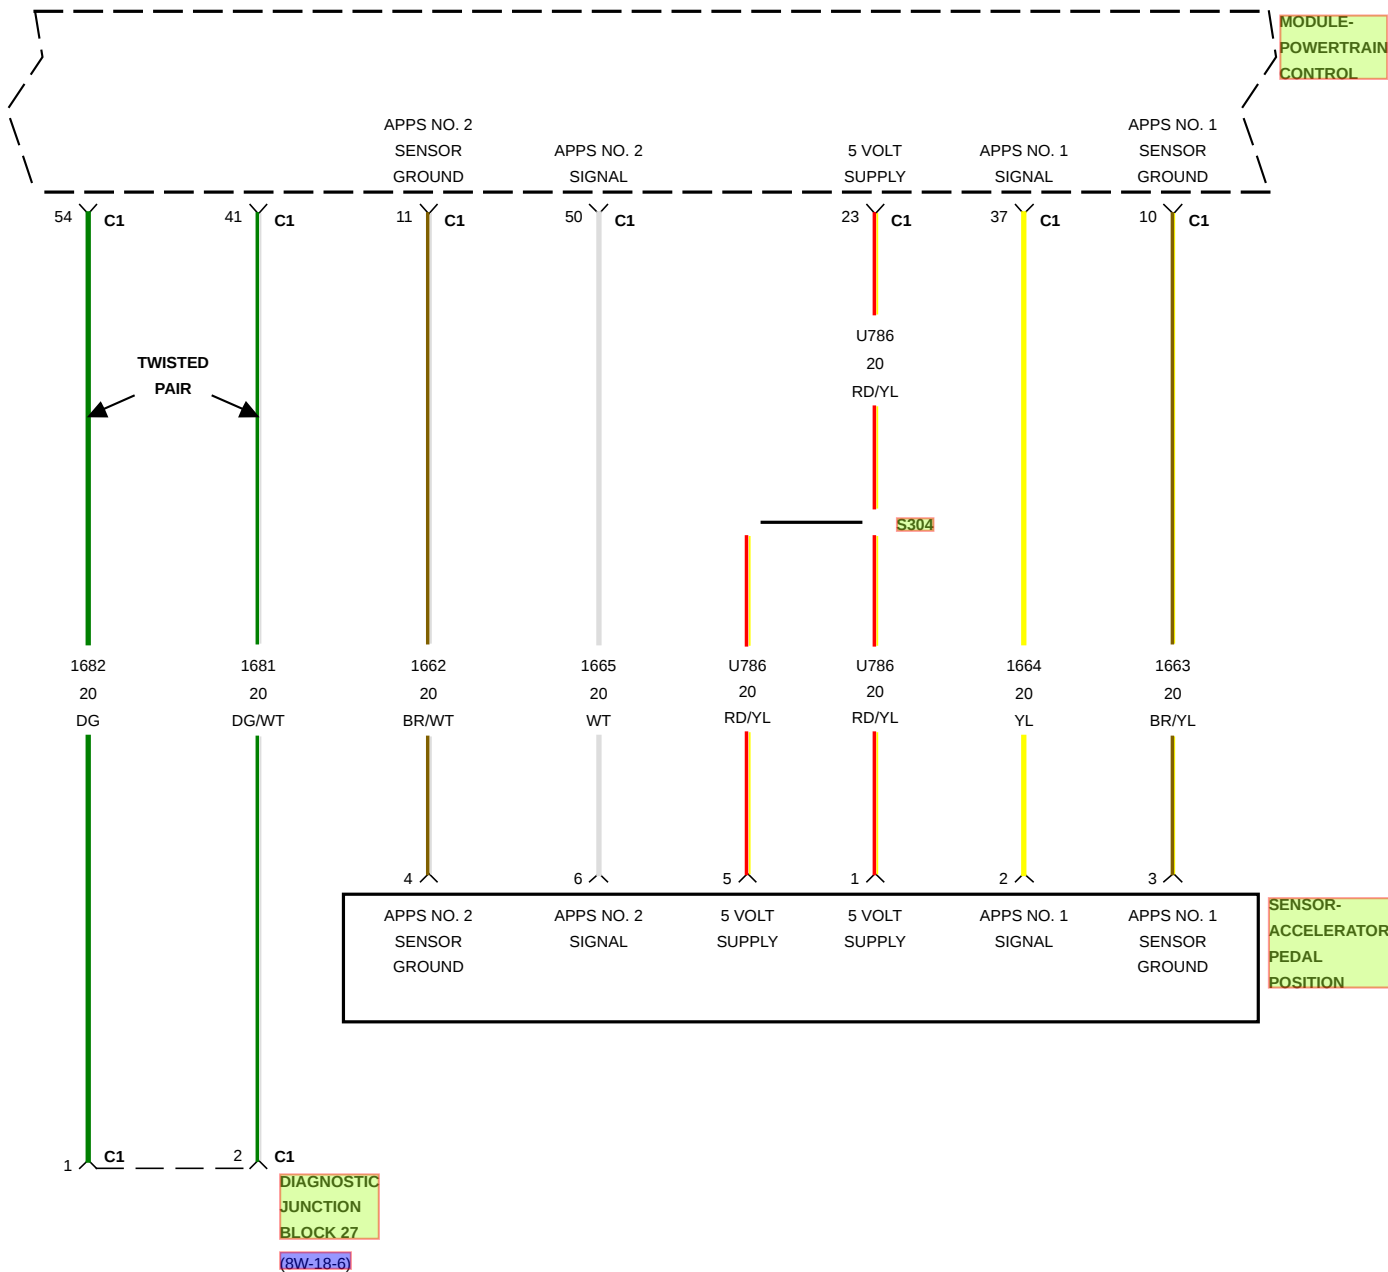 MODULE-
POWERTRAIN
CONTROL
APPS NO. 2
SENSOR
GROUND
APPS NO. 2
SIGNAL
5 VOLT
SUPPLY
APPS NO. 1
SIGNAL
APPS NO. 1
SENSOR
GROUND
54 C1
41 C1
11 C1
50 C1
23 C1
37 C1
10 C1
TWISTED
PAIR
U786
20
RD/YL
S304
1682
20
DG
1681
20
DG/WT
1662
20
BR/WT
1665
20
WT
U786
20
RD/YL
U786
20
RD/YL
1664
20
YL
1663
20
BR/YL
4
6
5
1
2
3
APPS NO. 2
SENSOR
GROUND
APPS NO. 2
SIGNAL
5 VOLT
SUPPLY
5 VOLT
SUPPLY
APPS NO. 1
SIGNAL
APPS NO. 1
SENSOR
GROUND
SENSOR-
ACCELERATOR
PEDAL
POSITION
1 C1
2 C1
DIAGNOSTIC
JUNCTION
BLOCK 27
(8W-18-6)